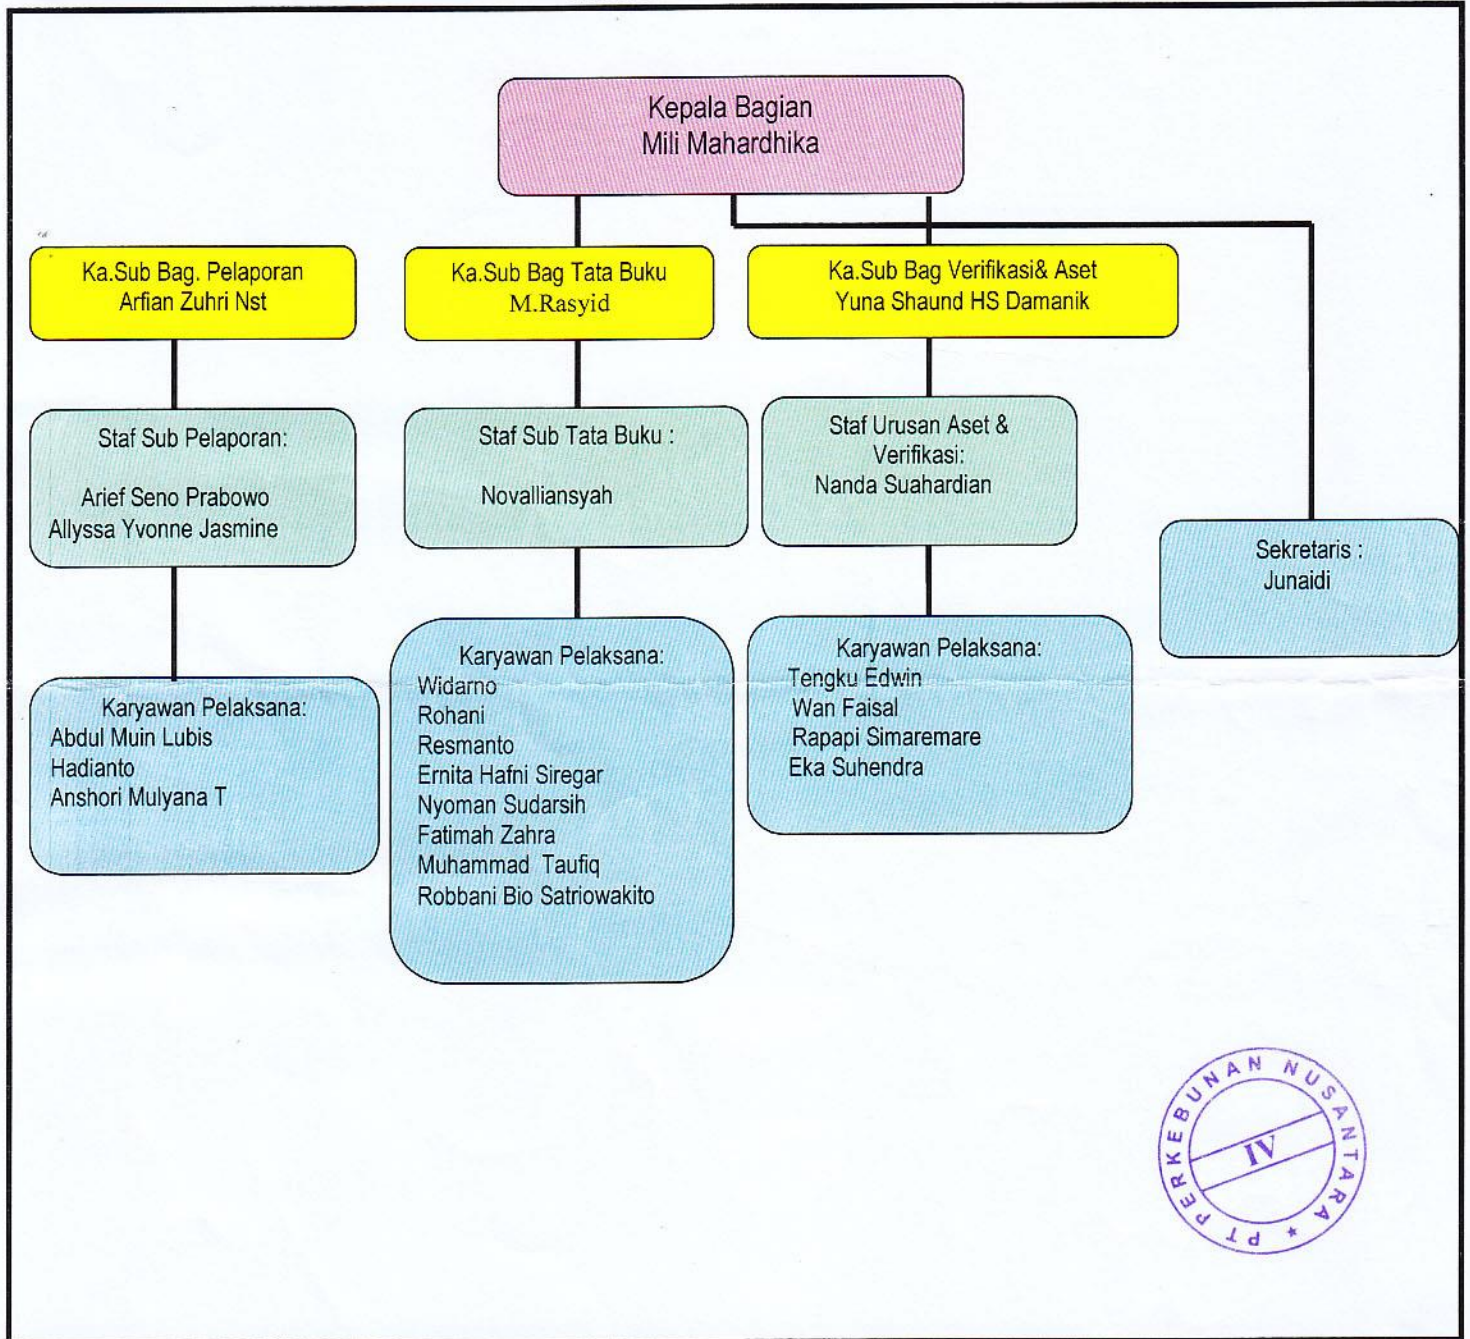 Kepala Bagian
Mili Mahardhika
Ka.Sub Bag. Pelaporan
Arfian Zuhri Nst
Ka.Sub Bag Tata Buku
M.Rasyid
Ka.Sub Bag Verifikasi& Aset
Yuna Shaund HS Damanik
Staf Sub Pelaporan:
Arief Seno Prabowo
Allyssa Yvonne Jasmine
Staf Sub Tata Buku :
Novalliansyah
Staf Urusan Aset &
Verifikasi:
Nanda Suahardian
Sekretaris :
Junaidi
Karyawan Pelaksana:
Abdul Muin Lubis
Hadianto
Anshori Mulyana T
Karyawan Pelaksana:
Widarno
Rohani
Resmanto
Ernita Hafni Siregar
Nyoman Sudarsih
Fatimah Zahra
Muhammad Taufiq
Robbani Bio Satriowakito
Karyawan Pelaksana:
Tengku Edwin
Wan Faisal
Rapapi Simaremare
Eka Suhendra
PT PERKEBUNAN NUSANTARA *
IV